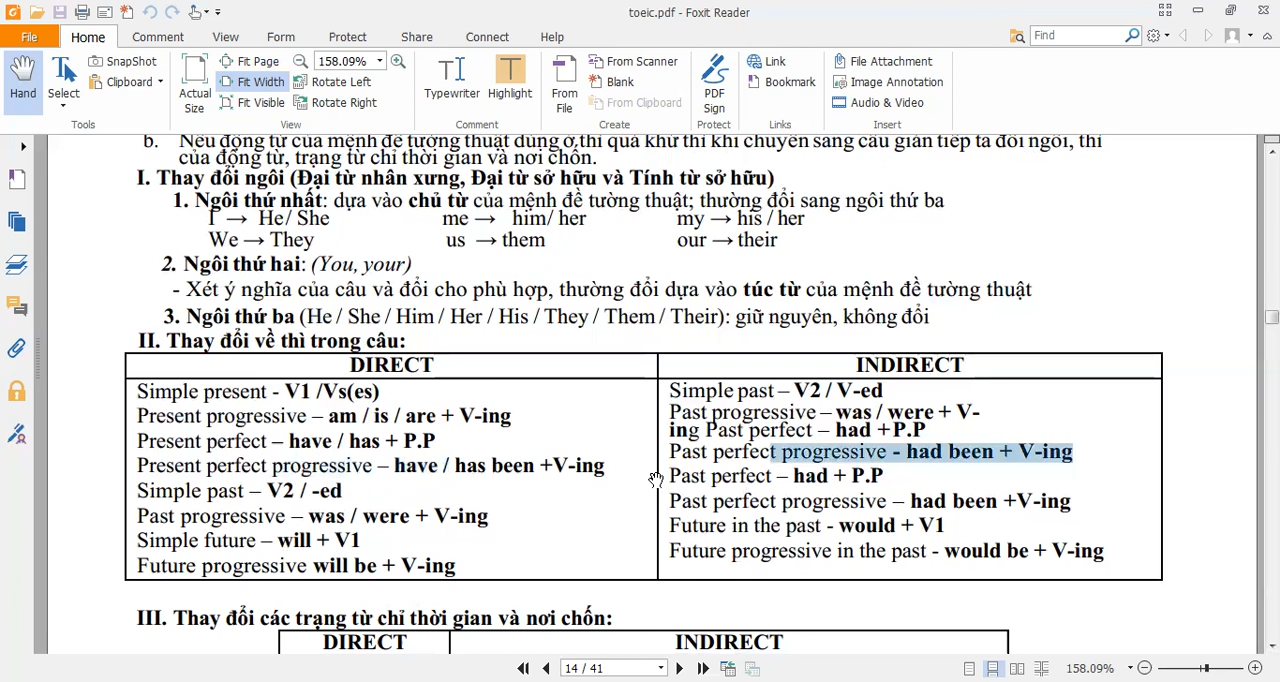 toeic.pdf - Foxit Reader
File Home Comment View Form Protect Share Connect Help Find
Hand
Select
SnapShot
Clipboard
Actual Size
Fit Page
Fit Width
Fit Visible
158.09%
Rotate Left
Rotate Right
Typewriter
Highlight
From File
From Scanner
Blank
From Clipboard
PDF Sign
Link
Bookmark
File Attachment
Image Annotation
Audio & Video
Tools View Comment Create Protect Links Insert
b. Nếu động từ của mệnh đề tường thuật dùng ở thì quá khứ thì khi chuyển sang câu gián tiếp ta đổi ngôi, thì
của động từ, trạng từ chỉ thời gian và nơi chốn.
I. Thay đổi ngôi (Đại từ nhân xưng, Đại từ sở hữu và Tính từ sở hữu)
1. Ngôi thứ nhất: dựa vào chủ từ của mệnh đề tường thuật; thường đổi sang ngôi thứ ba
I → He/ She me → him/ her my → his / her
We → They us → them our → their
2. Ngôi thứ hai: (You, your)
- Xét ý nghĩa của câu và đổi cho phù hợp, thường đổi dựa vào túc từ của mệnh đề tường thuật
3. Ngôi thứ ba (He / She / Him / Her / His / They / Them / Their): giữ nguyên, không đổi
II. Thay đổi về thì trong câu:
DIRECT INDIRECT
Simple present - V1 /Vs(es)
Present progressive – am / is / are + V-ing
Present perfect – have / has + P.P
Present perfect progressive – have / has been +V-ing
Simple past – V2 / -ed
Past progressive – was / were + V-ing
Simple future – will + V1
Future progressive will be + V-ing
Simple past – V2 / V-ed
Past progressive – was / were + V-
ing Past perfect – had +P.P
Past perfect progressive - had been + V-ing
Past perfect – had + P.P
Past perfect progressive – had been +V-ing
Future in the past - would + V1
Future progressive in the past - would be + V-ing
III. Thay đổi các trạng từ chỉ thời gian và nơi chốn:
DIRECT INDIRECT
14 / 41 158.09%